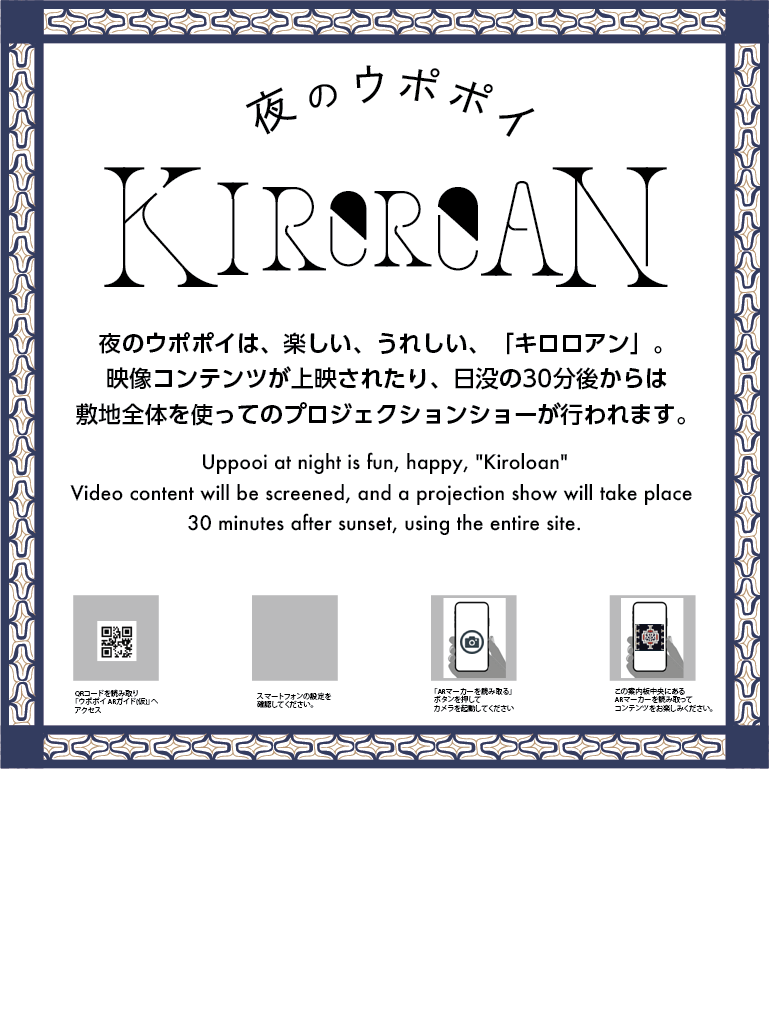 夜のウポポイ
KIROROAN
夜のウポポイは、楽しい、うれしい、「キロロアン」。
映像コンテンツが上映されたり、日没の30分後からは
敷地全体を使ってのプロジェクションショーが行われます。
Uppooi at night is fun, happy, "Kiroloan"
Video content will be screened, and a projection show will take place
30 minutes after sunset, using the entire site.
QRコードを読み取り
「ウポポイ ARガイド(仮)」へ
アクセス
スマートフォンの設定を
確認してください。
「ARマーカーを読み取る」
ボタンを押して
カメラを起動してください
この案内板中央にある
ARマーカーを読み取って
コンテンツをお楽しみください。